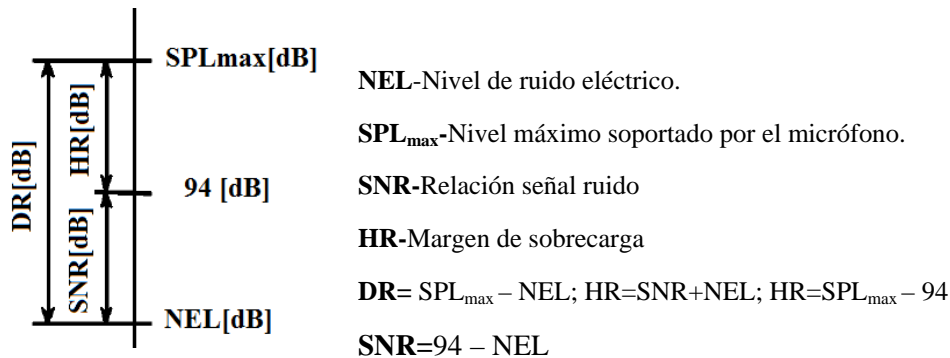 SPLmax[dB]
HR[dB]
DR[dB]
94 [dB]
SNR[dB]
NEL[dB]
NEL-Nivel de ruido eléctrico.
SPLmax-Nivel máximo soportado por el micrófono.
SNR-Relación señal ruido
HR-Margen de sobrecarga
DR= SPLmax – NEL; HR=SNR+NEL; HR=SPLmax – 94
SNR=94 – NEL